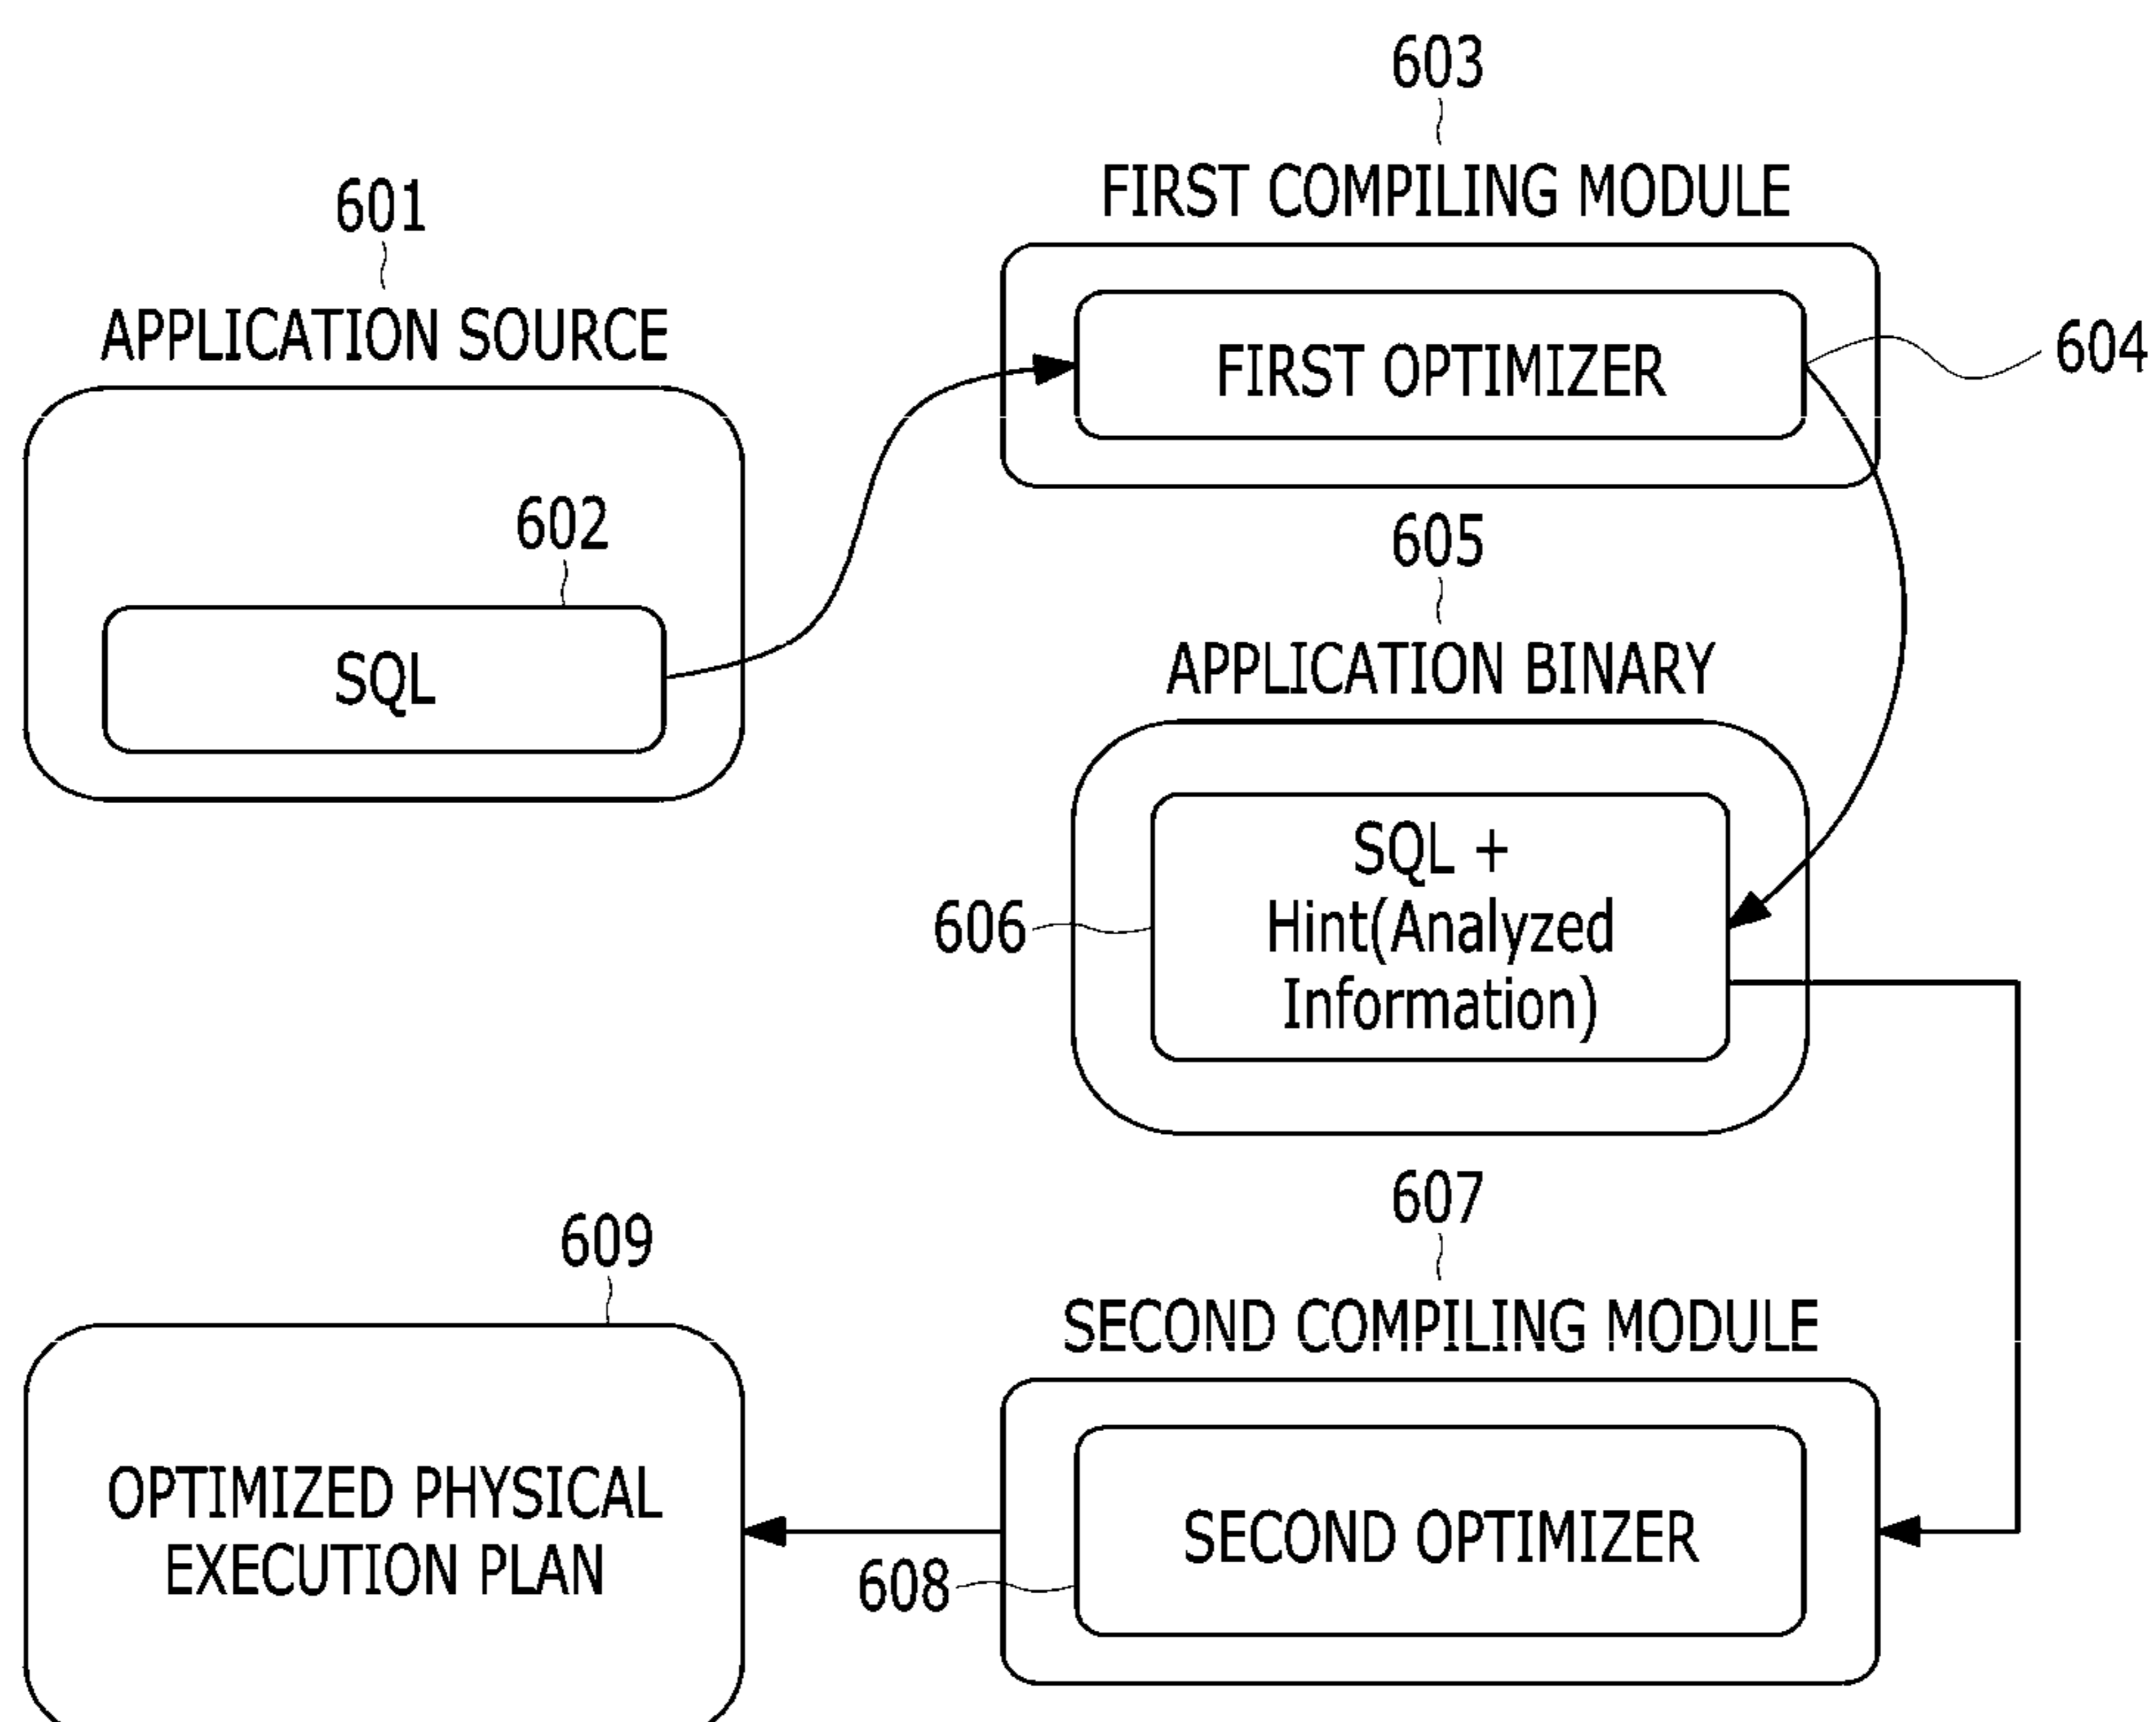 603
FIRST COMPILING MODULE
601
APPLICATION SOURCE
FIRST OPTIMIZER
604
602
SQL
605
APPLICATION BINARY
SQL +
Hint(Analyzed
Information)
606
607
SECOND COMPILING MODULE
609
OPTIMIZED PHYSICAL
EXECUTION PLAN
SECOND OPTIMIZER
608